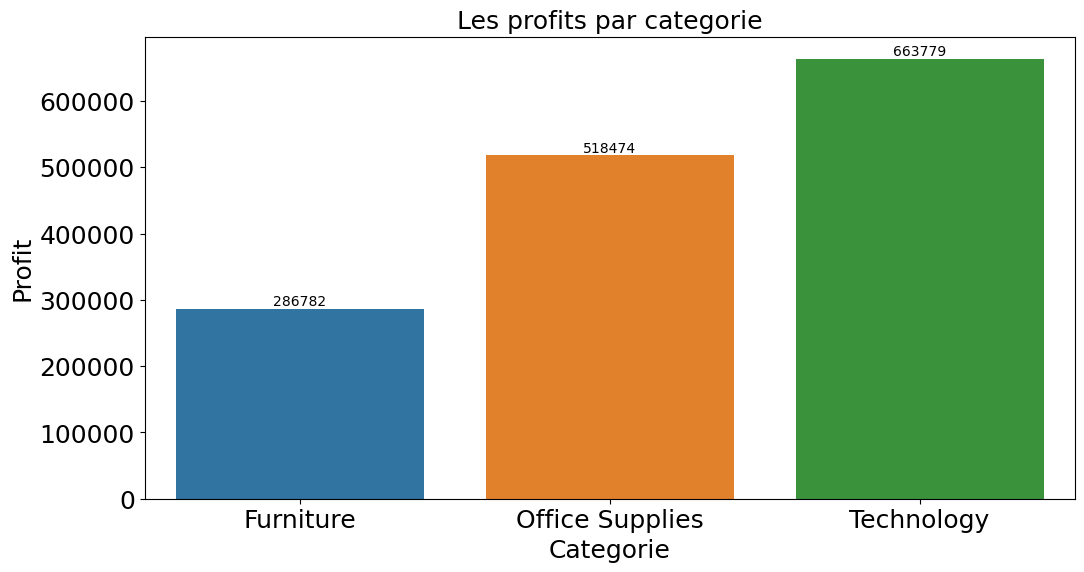 Les profits par categorie
663779
600000
518474
500000
400000
Profit
300000
286782
200000
100000
0
Furniture
Office Supplies
Technology
Categorie